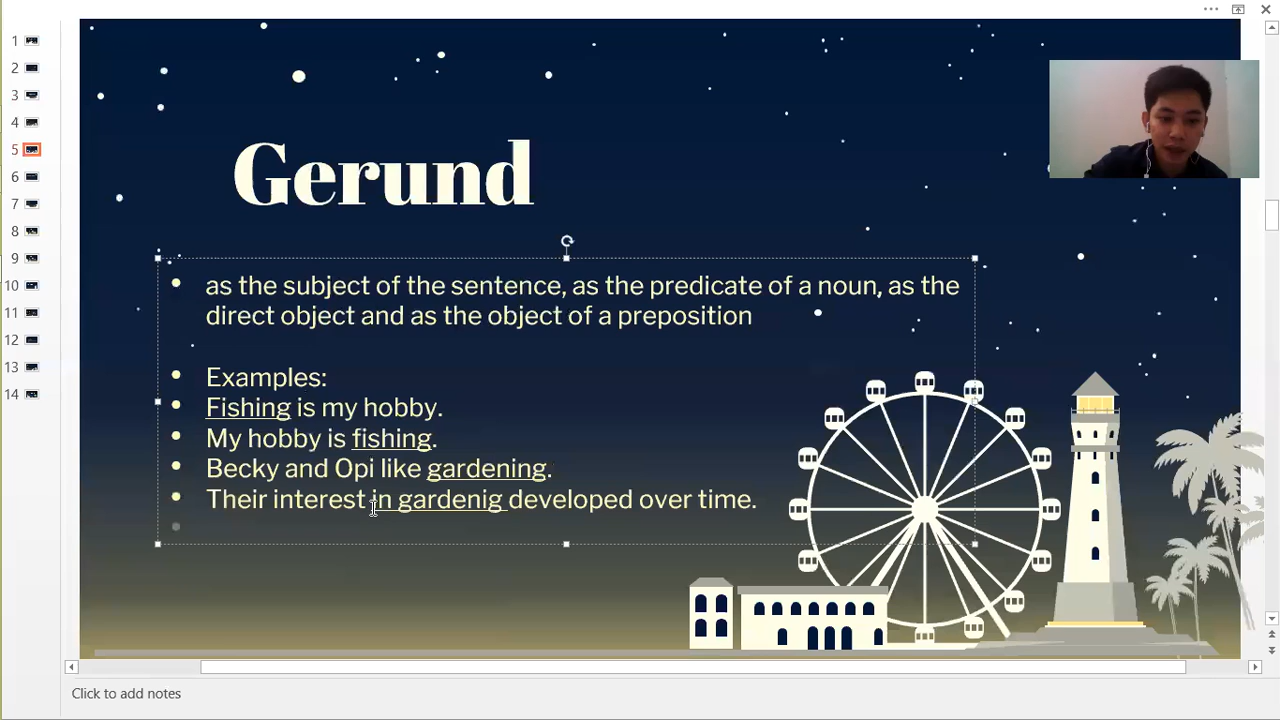 1
2
3
4
5
6
7
8
9
10
11
12
13
14
Gerund
as the subject of the sentence, as the predicate of a noun, as the
direct object and as the object of a preposition
Examples:
Fishing is my hobby.
My hobby is fishing.
Becky and Opi like gardening.
Their interest in gardenig developed over time.
Click to add notes